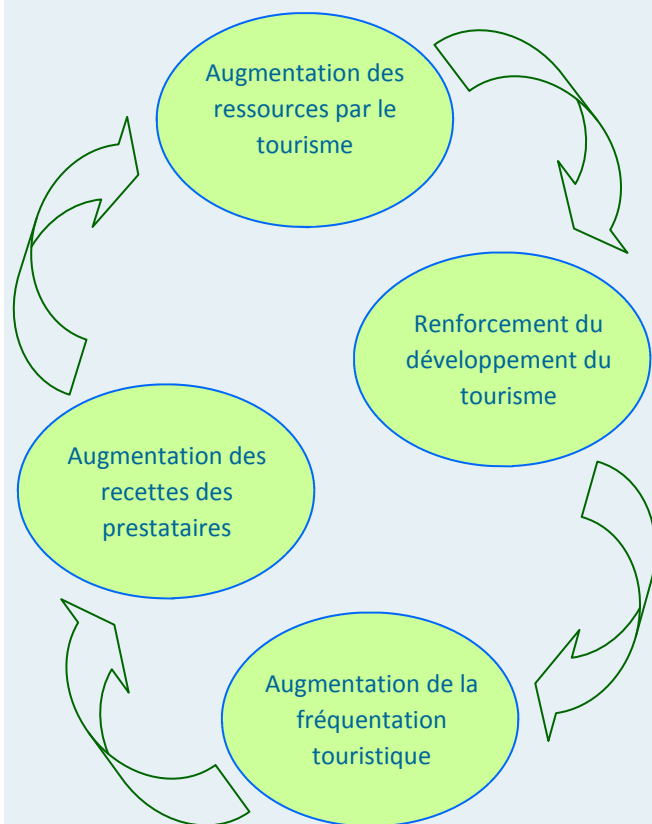 Augmentation des
ressources par le
tourisme
Renforcement du
développement du
tourisme
Augmentation des
recettes des
prestataires
Augmentation de la
fréquentation
touristique